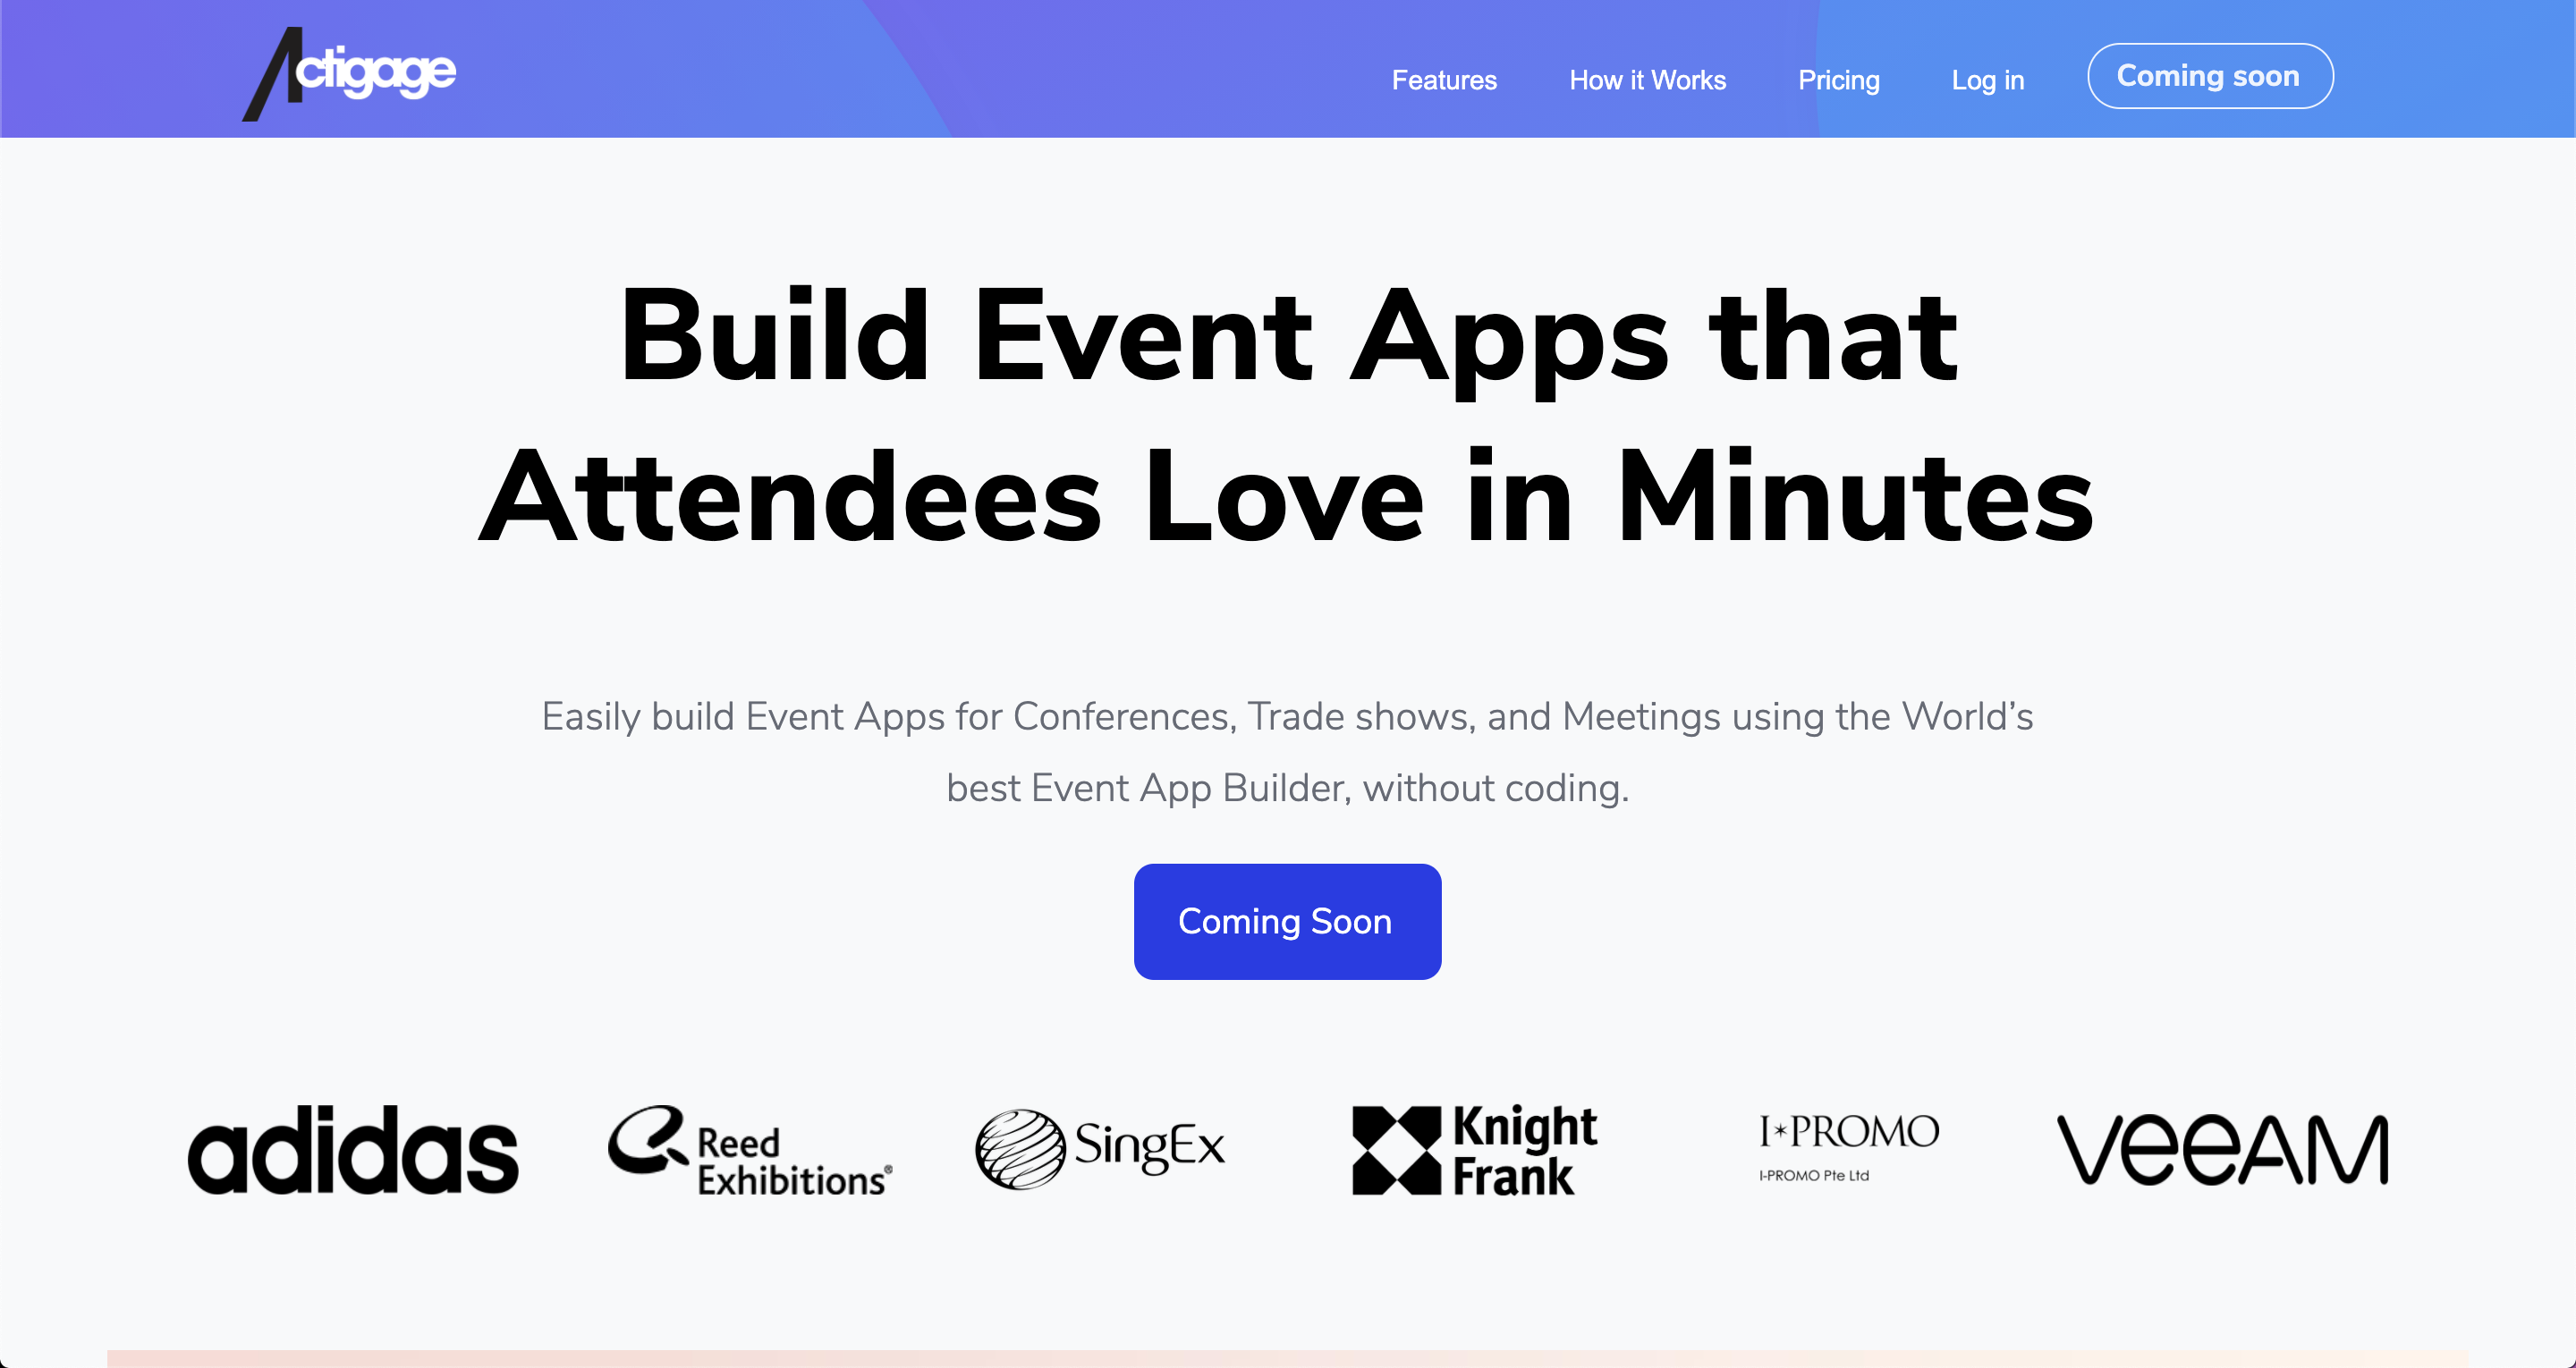 Actigage
Features How it Works Pricing Log in Coming soon
Build Event Apps that
Attendees Love in Minutes
Easily build Event Apps for Conferences, Trade shows, and Meetings using the World’s
best Event App Builder, without coding.
Coming Soon
adidas
Reed
Exhibitions®
SingEx
Knight
Frank
I*PROMO
I-PROMO Pte Ltd
veeAM